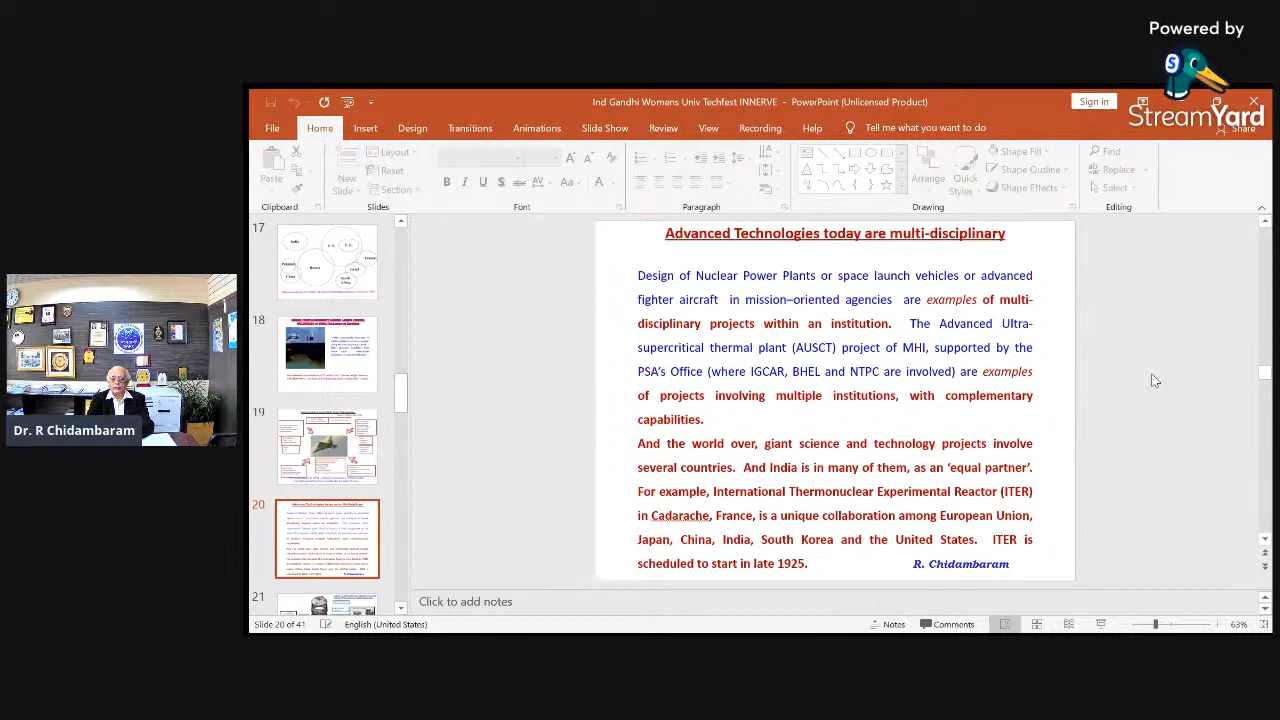 Powered by
StreamYard
Ind Gandhi Womens Univ Techfest INNERVE - PowerPoint (Unlicensed Product)
Sign in
File Home Insert Design Transitions Animations Slide Show Review View Recording Help Tell me what you want to do
Share
Paste
New Slide
Layout
Reset
Section
Arrange
Quick Styles
Shape Fill
Shape Outline
Shape Effects
Find
Replace
Select
Clipboard Slides Font Paragraph Drawing Editing
17
18
19
20
21
Advanced Technologies today are multi-disciplinary
Design of Nuclear Power Plants or space launch vehicles or advanced
fighter aircraft in mission–oriented agencies are examples of multi-
disciplinary projects within an institution. The Advanced Ultra-
supercritical thermal plant (AUSCT) project of MHI, supported by the
PSA's Office (where IGCAR, BHEL and NTPC are involved) are examples
of projects involving multiple institutions, with complementary
capabilities.
And the world over, giant science and technology projects involve
several countries and India is in many of them, as an 'equal partner'.
For example, International Thermonuclear Experimental Reactor (ITER)
in Cadarache, France is a collaboration among European Union,
Japan, China, India, South Korea and the United States. ITER is
scheduled to start in the 1925. R. Chidambaram
Dr. R Chidambaram
Click to add notes
Slide 20 of 41 English (United States) Notes Comments 63%